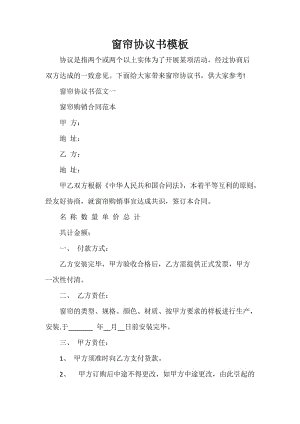 窗帘协议书模板
协议是指两个或两个以上实体为了开展某项活动，经过协商后
双方达成的一致意见。下面给大家带来窗帘协议书，供大家参考!
窗帘协议书范文一
窗帘购销合同范本
甲 方:
地 址:
乙 方:
地 址:
甲乙双方根据《中华人民共和国合同法》，本着平等互利的原则，
经友好协商，就窗帘购销事宜达成共识，签订本合同。
名 称 数 量 单 价 总 计
共计金额:
一、 付款方式:
乙方安装完毕，甲方验收合格后，乙方需提供正式发票，甲方
一次性付清。
二、 乙方责任:
窗帘的类型、规格、颜色、材质、按甲方要求的样板进行生产、
安装,于_______ 年__月__日前安装完毕。
三、 甲方责任:
1、 甲方须准时向乙方支付货款。
2、 甲方订购后中途不得更改，如甲方中途更改，由此引起的